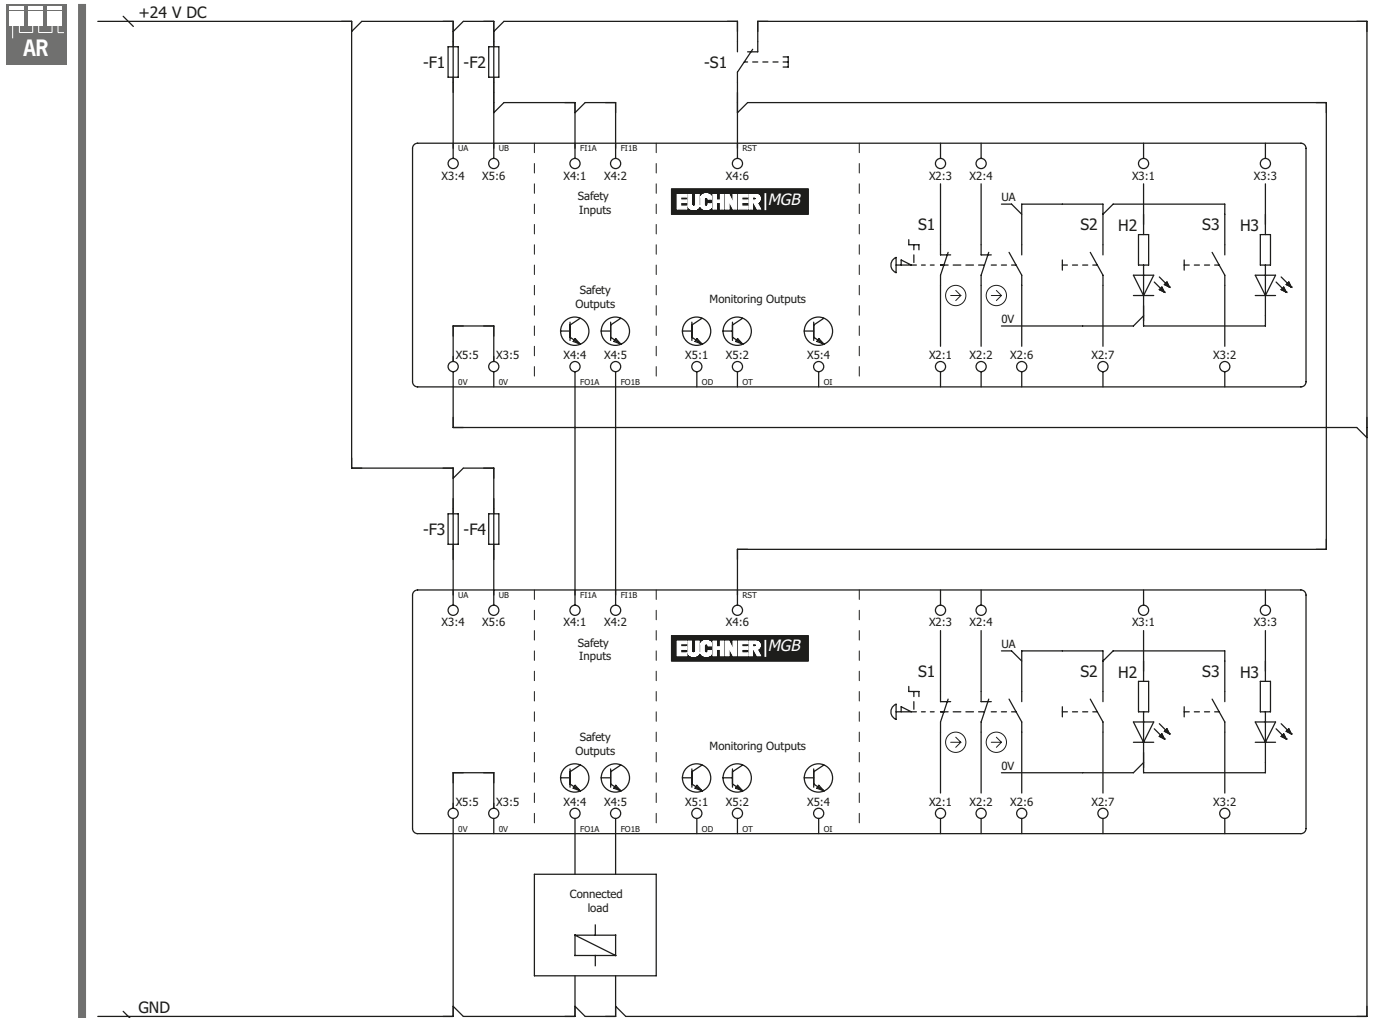 +24 V DC
AR
-F1 -F2 -S1
UA UB FI1A FI1B RST
X3:4 X5:6 X4:1 X4:2 X4:6 X2:3 X2:4 X3:1 X3:3
Safety
Inputs
EUCHNER|MGB
UA
S1 S2 H2 S3 H3
Safety
Outputs
Monitoring Outputs
0V
X5:5 X3:5 X4:4 X4:5 X5:1 X5:2 X5:4 X2:1 X2:2 X2:6 X2:7 X3:2
0V 0V FO1A FO1B OD OT OI
-F3 -F4
UA UB FI1A FI1B RST
X3:4 X5:6 X4:1 X4:2 X4:6 X2:3 X2:4 X3:1 X3:3
Safety
Inputs
EUCHNER|MGB
UA
S1 S2 H2 S3 H3
Safety
Outputs
Monitoring Outputs
0V
X5:5 X3:5 X4:4 X4:5 X5:1 X5:2 X5:4 X2:1 X2:2 X2:6 X2:7 X3:2
0V 0V FO1A FO1B OD OT OI
Connected
load
GND